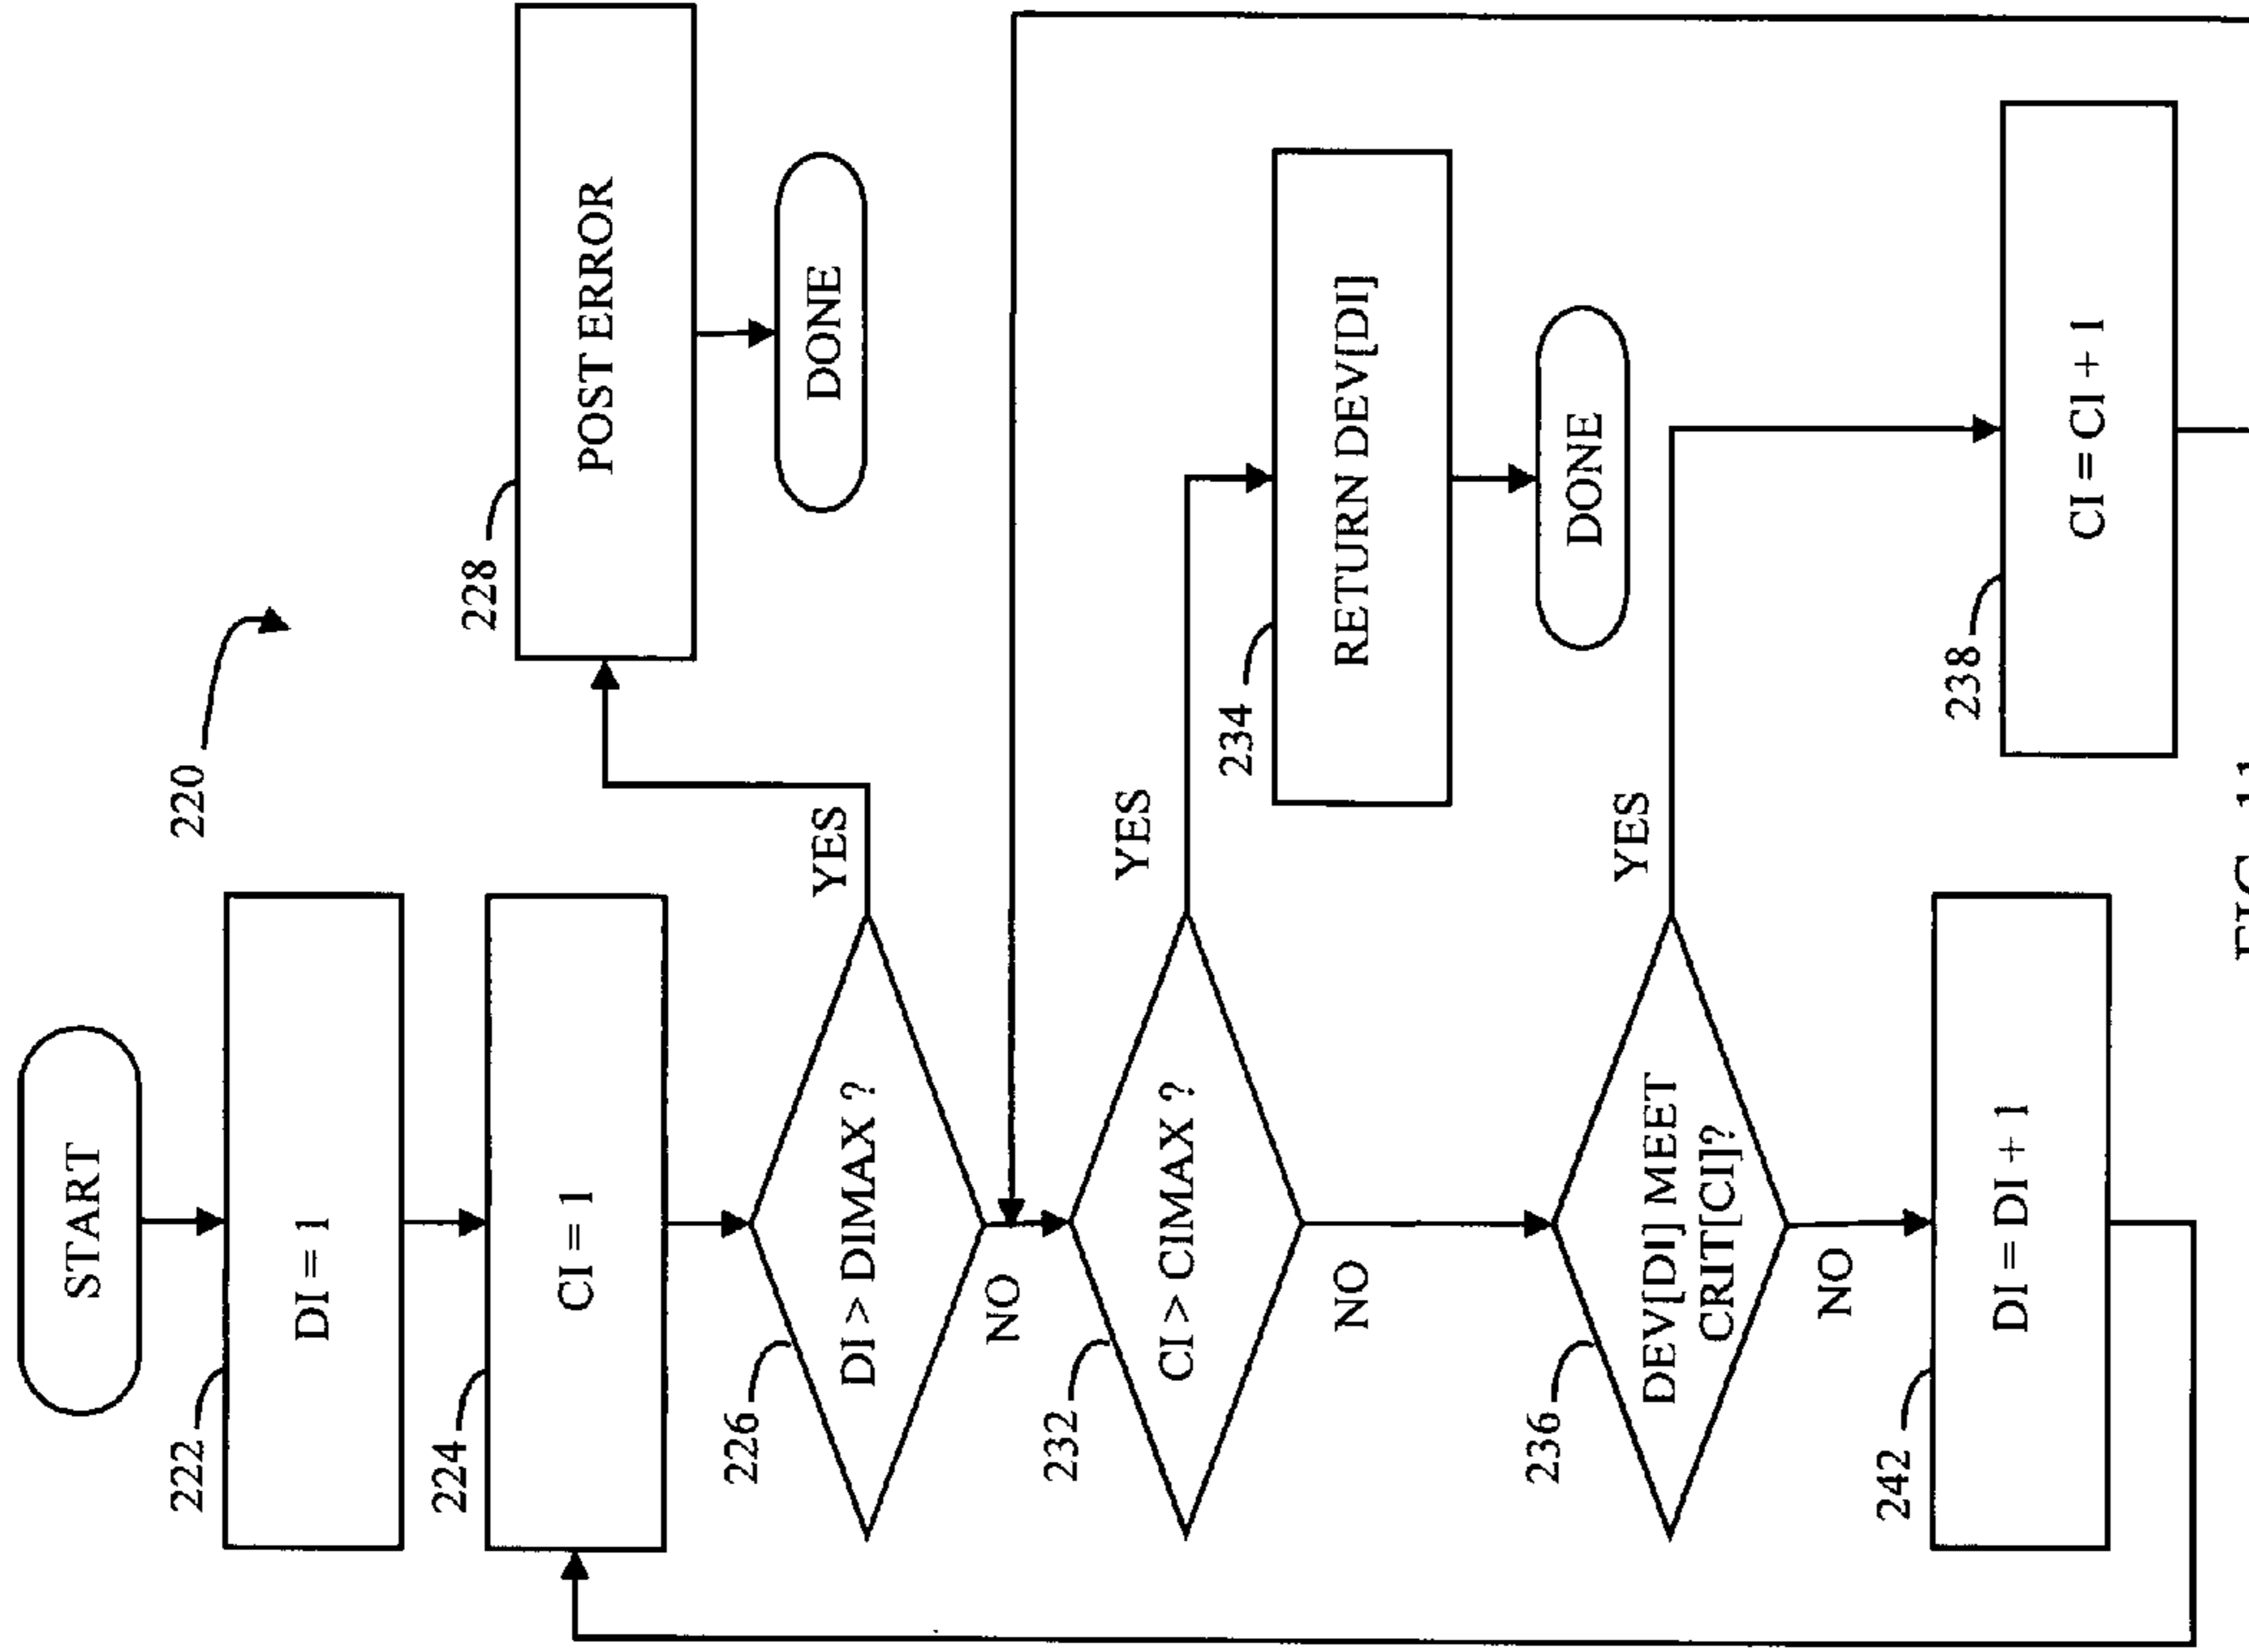 220
START
222
DI = 1
224
CI = 1
226
DI > DIMAX ?
YES
NO
228
POST ERROR
DONE
232
CI > CIMAX ?
YES
NO
234
RETURN DEV[DI]
DONE
236
DEV[DI] MEET
CRIT[CI]?
YES
NO
238
CI = CI + 1
242
DI = DI + 1